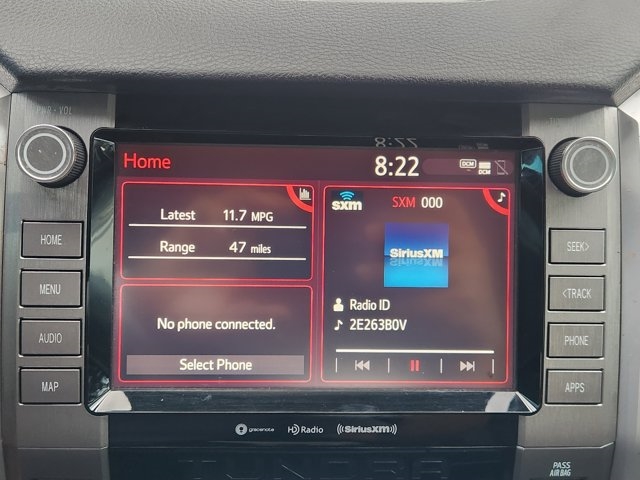 PWR · VOL
Home
8:22
DCM
DCM
Latest 11.7 MPG
Range 47 miles
No phone connected.
Select Phone
sxm
SXM 000
SiriusXM
Radio ID
2E263B0V
HOME
MENU
AUDIO
MAP
SEEK>
<TRACK
PHONE
APPS
gracenote
HD Radio
((SiriusXM))
TUNDRA
PASS
AIR BAG